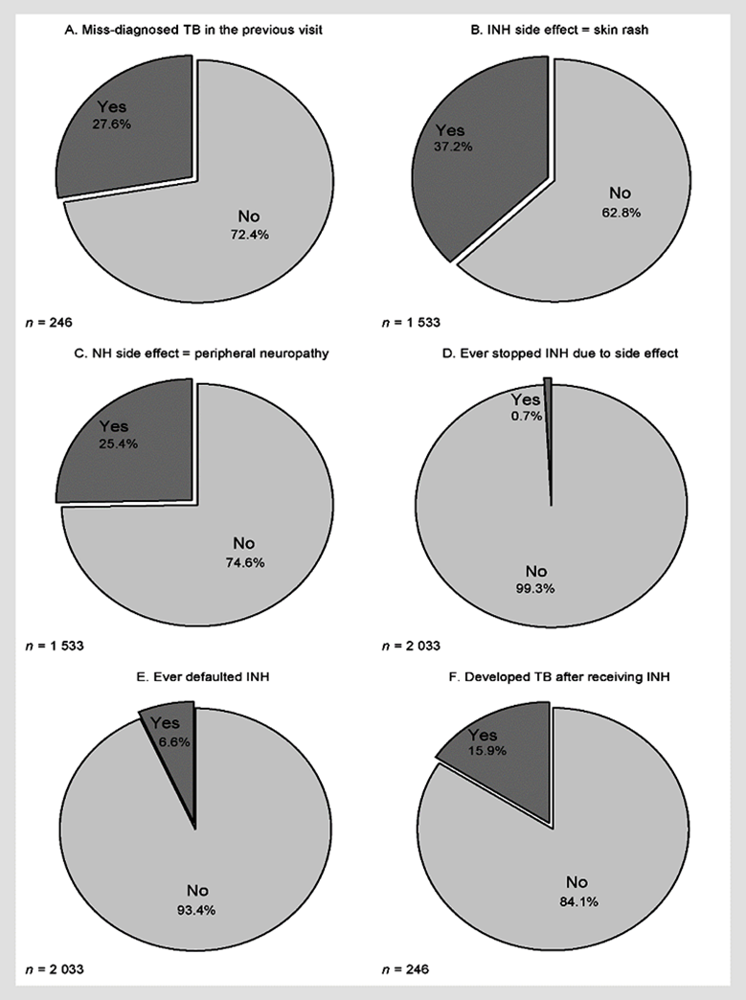 A. Miss-diagnosed TB in the previous visit
Yes
27.6%
No
72.4%
n = 246
B. INH side effect = skin rash
Yes
37.2%
No
62.8%
n = 1 533
C. NH side effect = peripheral neuropathy
Yes
25.4%
No
74.6%
n = 1 533
D. Ever stopped INH due to side effect
Yes
0.7%
No
99.3%
n = 2 033
E. Ever defaulted INH
Yes
6.6%
No
93.4%
n = 2 033
F. Developed TB after receiving INH
Yes
15.9%
No
84.1%
n = 246